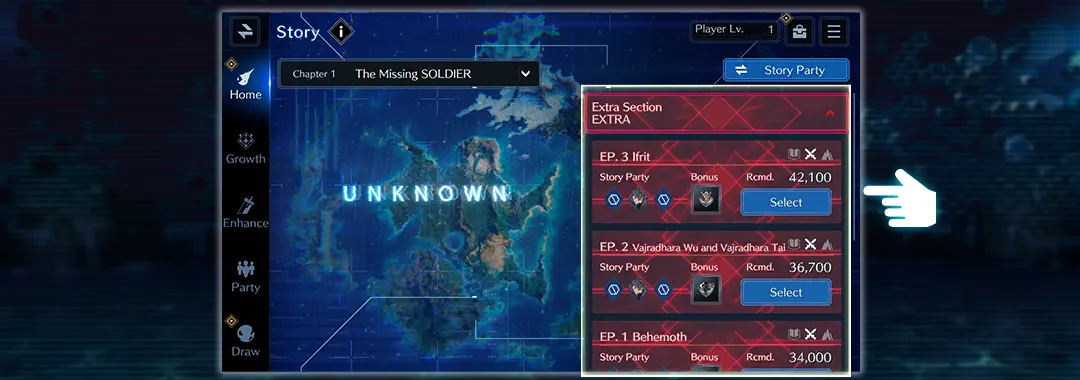 Story i
Player Lv. 1
Chapter 1 The Missing SOLDIER
Story Party
Home
Growth
Enhance
Party
Draw
UNKNOWN
Extra Section
EXTRA
EP. 3 Ifrit
Story Party Bonus Rcmd. 42,100
Select
EP. 2 Vajradhara Wu and Vajradhara Tai
Story Party Bonus Rcmd. 36,700
Select
EP. 1 Behemoth
Story Party Bonus Rcmd. 34,000